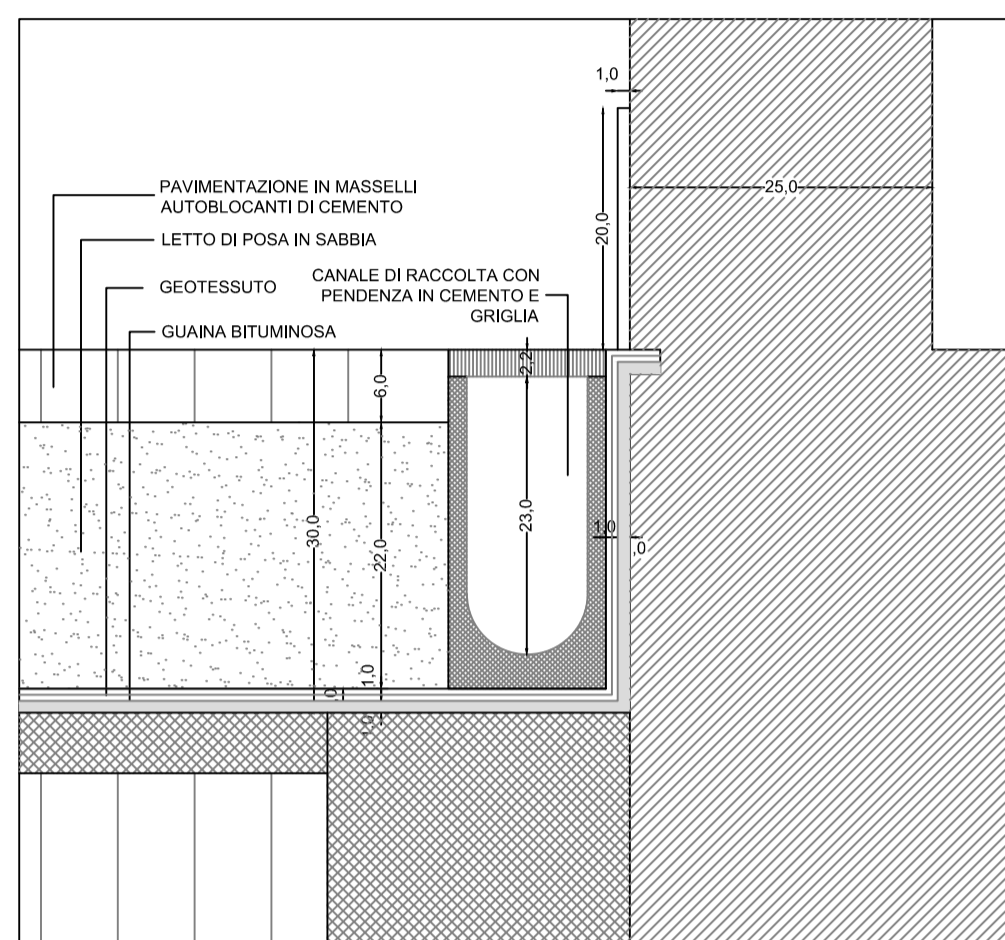 1,0
PAVIMENTAZIONE IN MASSELLI
AUTOBLOCANTI DI CEMENTO
25,0
20,0
LETTO DI POSA IN SABBIA
GEOTESSUTO
CANALE DI RACCOLTA CON
PENDENZA IN CEMENTO E
GRIGLIA
GUAINA BITUMINOSA
2,2
6,0
30,0
22,0
23,0
1,0
,0
1,0
,0
1,0